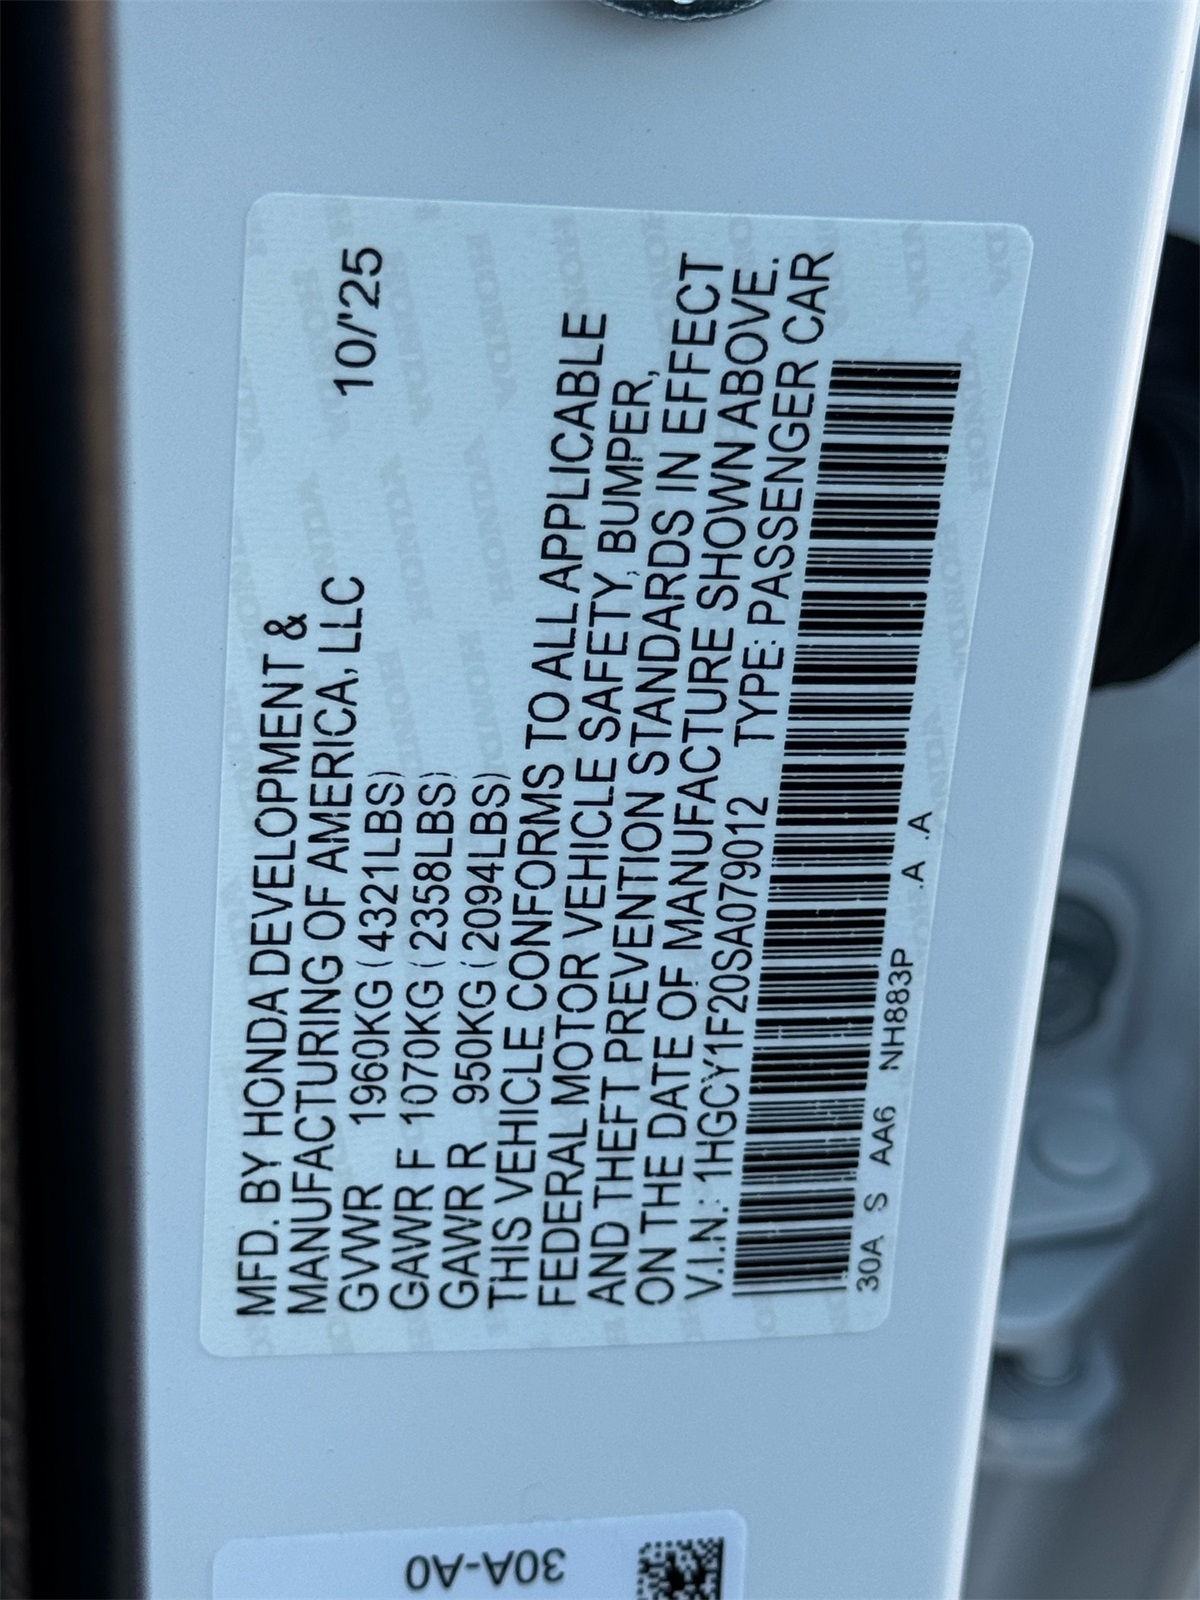 MFD. BY HONDA DEVELOPMENT &
MANUFACTURING OF AMERICA, LLC
GVWR 1960KG (4321LBS) 10/'25
GAWR F 1070KG (2358LBS)
GAWR R 950KG (2094LBS)
THIS VEHICLE CONFORMS TO ALL APPLICABLE
FEDERAL MOTOR VEHICLE SAFETY, BUMPER,
AND THEFT PREVENTION STANDARDS IN EFFECT
ON THE DATE OF MANUFACTURE SHOWN ABOVE.
V.I.N.: 1HGCY1F20SA079012 TYPE: PASSENGER CAR
30A S AA6 NH883P .A .A
30A-A0